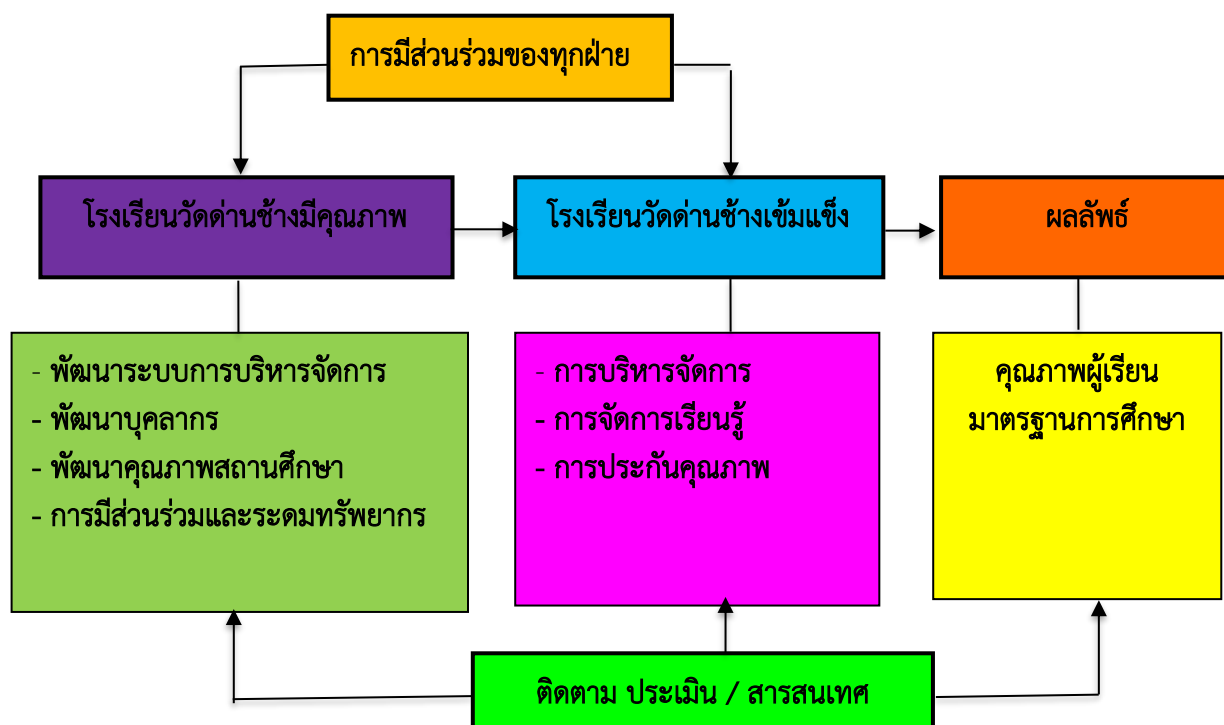 การมีส่วนร่วมของทุกฝ่าย
โรงเรียนวัดด่านช้างมีคุณภาพ
โรงเรียนวัดด่านช้างเข้มแข็ง
ผลลัพธ์
- พัฒนาระบบการบริหารจัดการ
- พัฒนาบุคลากร
- พัฒนาคุณภาพสถานศึกษา
- การมีส่วนร่วมและระดมทรัพยากร
- การบริหารจัดการ
- การจัดการเรียนรู้
- การประกันคุณภาพ
คุณภาพผู้เรียน
มาตรฐานการศึกษา
ติดตาม ประเมิน / สารสนเทศ